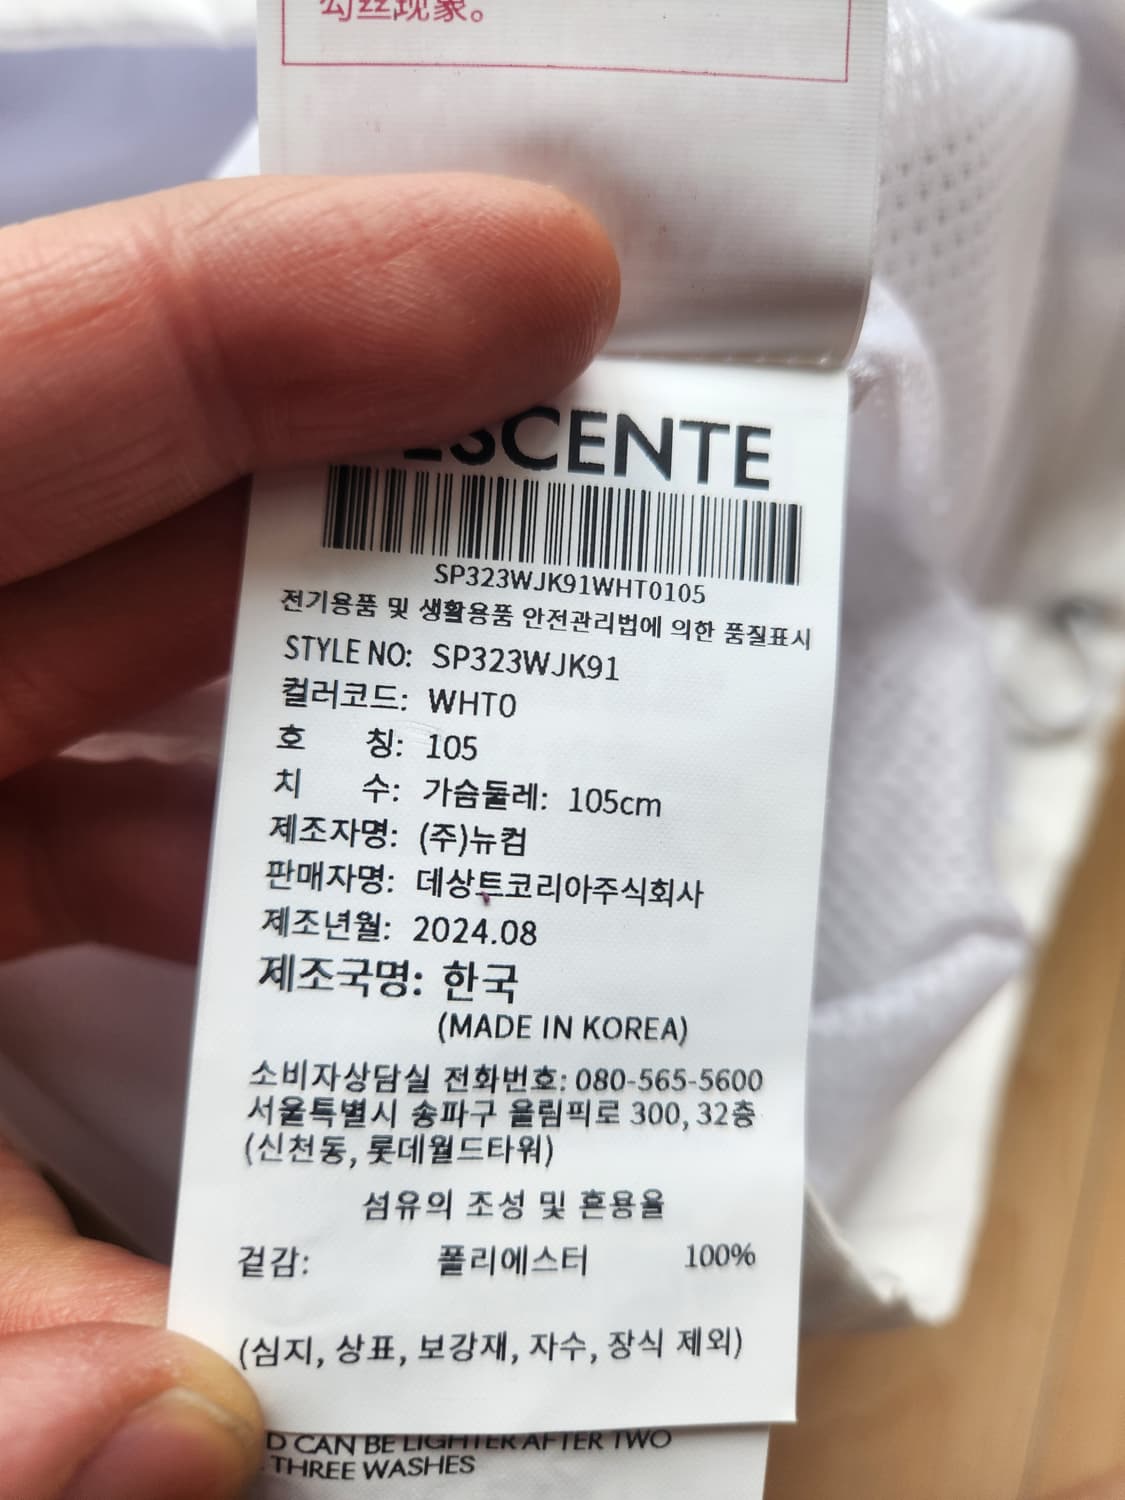 勾丝现象。
SCENTE
SP323WJK91WHT0105
전기용품 및 생활용품 안전관리법에 의한 품질표시
STYLE NO: SP323WJK91
컬러코드: WHT0
호 칭: 105
치 수: 가슴둘레: 105cm
제조자명: (주)뉴컴
판매자명: 데상트코리아주식회사
제조년월: 2024.08
제조국명: 한국
(MADE IN KOREA)
소비자상담실 전화번호: 080-565-5600
서울특별시 송파구 올림픽로 300, 32층
(신천동, 롯데월드타워)
섬유의 조성 및 혼용율
겉감: 폴리에스터 100%
(심지, 상표, 보강재, 자수, 장식 제외)
D CAN BE LIGHTER AFTER TWO
THREE WASHES